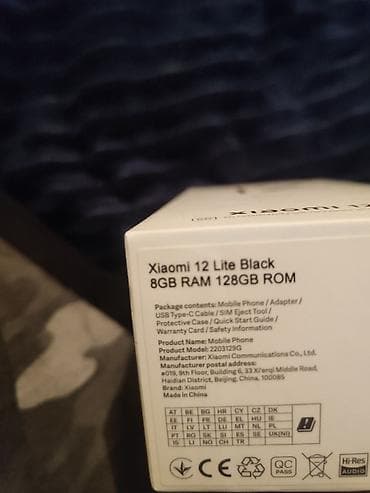 Xiaomi 12
Xiaomi 12 Lite Black
8GB RAM 128GB ROM
Package contents: Mobile Phone / Adapter /
USB Type-C Cable / SIM Eject Tool /
Protective Case / Quick Start Guide /
Warranty Card / Safety Information
Product Name: Mobile Phone
Product Model: 2203129G
Manufacturer: Xiaomi Communications Co., Ltd.
Manufacturer postal address:
#019, 9th Floor, Building 6, 33 Xi'erqi Middle Road,
Haidian District, Beijing, China, 100085
Brand: Xiaomi
Made in China
AT BE BG HR CY CZ DK
EE FI FR DE EL HU IE
IT LV LT LU MT NL PL
PT RO SK SI ES SE UK(NI)
IS LI NO CH TR
CE QC PASS Hi-Res AUDIO